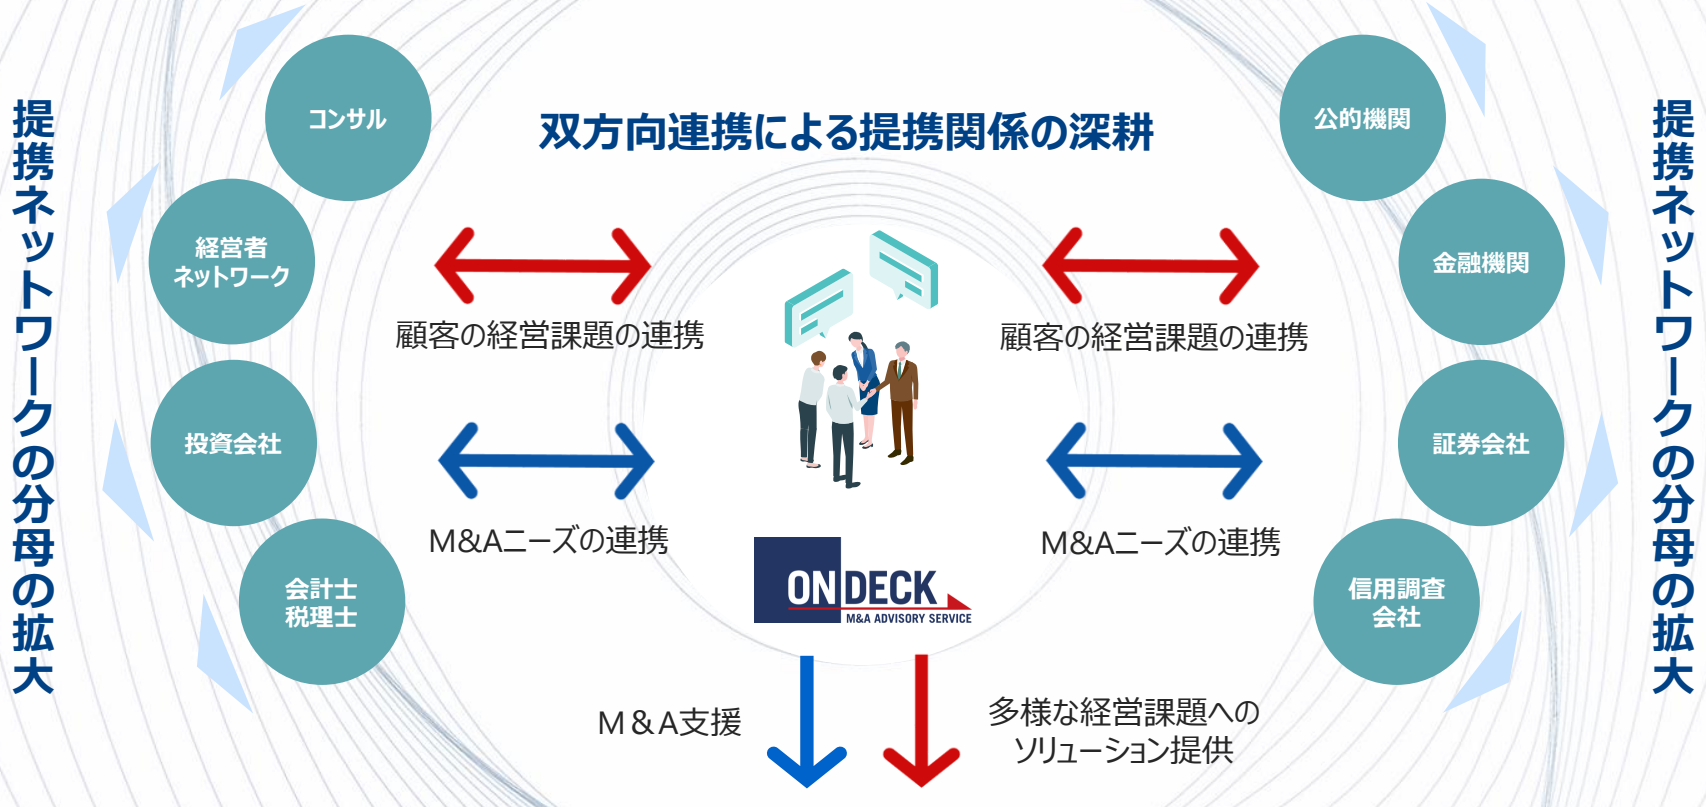 双方向連携による提携関係の深耕
提携ネットワークの分母の拡大
コンサル
経営者
ネットワーク
投資会社
会計士
税理士
顧客の経営課題の連携
M&Aニーズの連携
ONDECK
M&A ADVISORY SERVICE
顧客の経営課題の連携
M&Aニーズの連携
公的機関
金融機関
証券会社
信用調査
会社
提携ネットワークの分母の拡大
M&A支援
多様な経営課題への
ソリューション提供